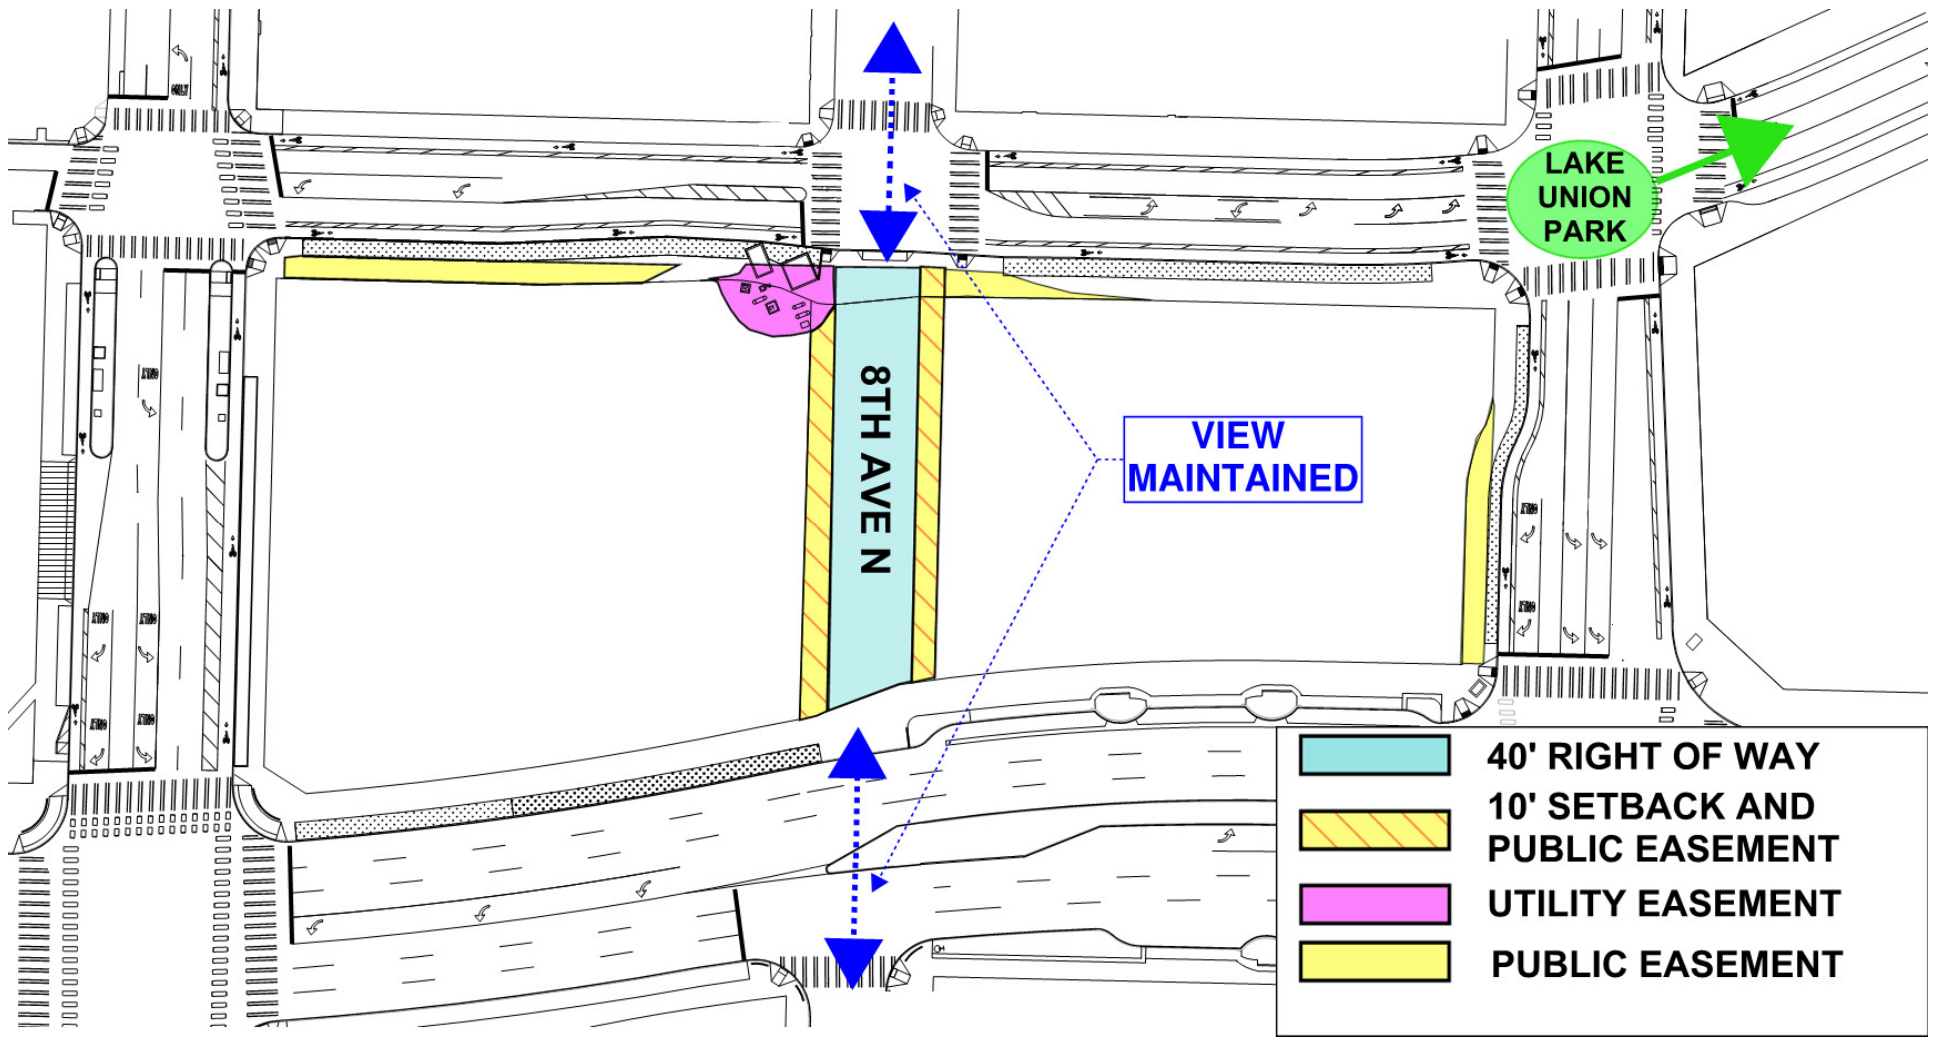 ONLY
LAKE
UNION
PARK
8TH AVE N
VIEW
MAINTAINED
40' RIGHT OF WAY
10' SETBACK AND
PUBLIC EASEMENT
UTILITY EASEMENT
PUBLIC EASEMENT